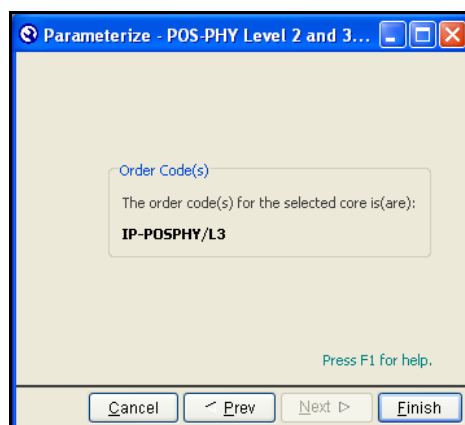 Parameterize - POS-PHY Level 2 and 3...
Order Code(s)
The order code(s) for the selected core is(are):
IP-POSPHY/L3
Press F1 for help.
Cancel Prev Next Finish